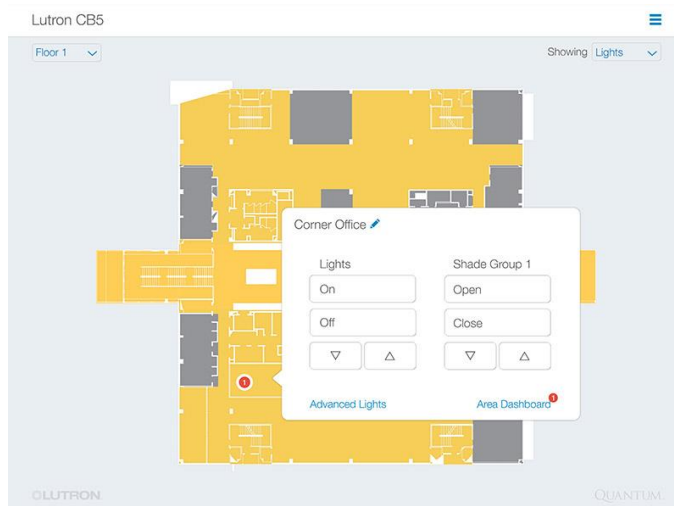 Lutron CB5
Floor 1
Showing Lights
Corner Office
Lights
Shade Group 1
On
Open
Off
Close
1
Advanced Lights
Area Dashboard 1
LUTRON
QUANTUM